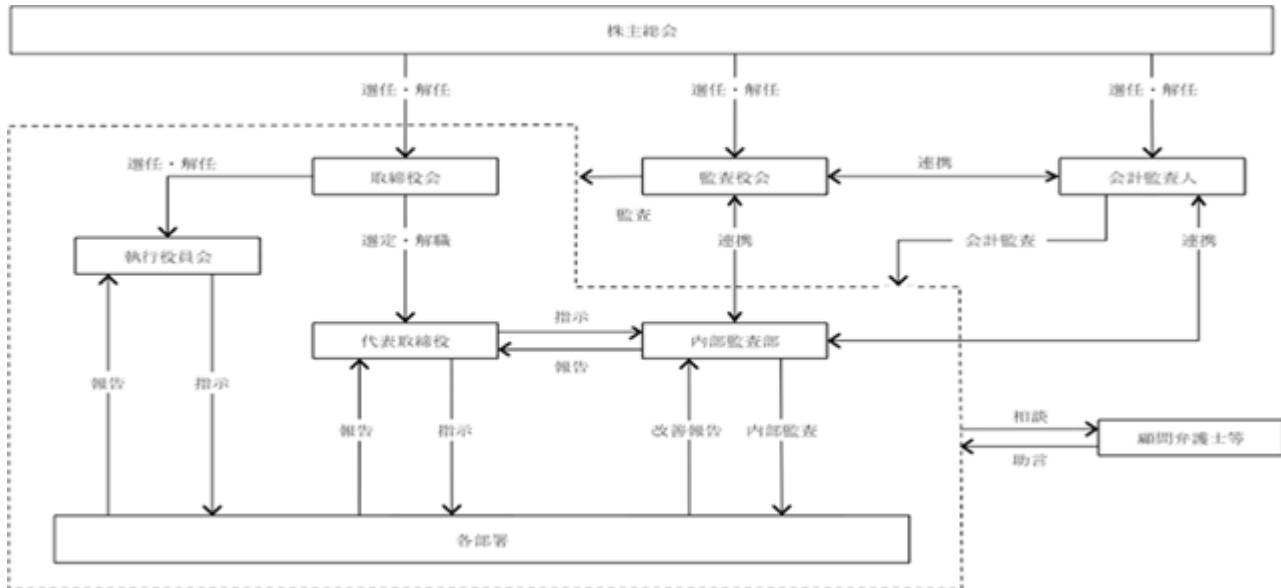 株主総会
選任・解任
選任・解任
選任・解任
選任・解任
取締役会
監査役会
連携
会計監査人
監査
執行役員会
選定・解職
連携
会計監査
連携
指示
代表取締役
内部監査部
報告
報告
指示
報告
指示
改善報告
内部監査
相談
顧問弁護士等
助言
各部署